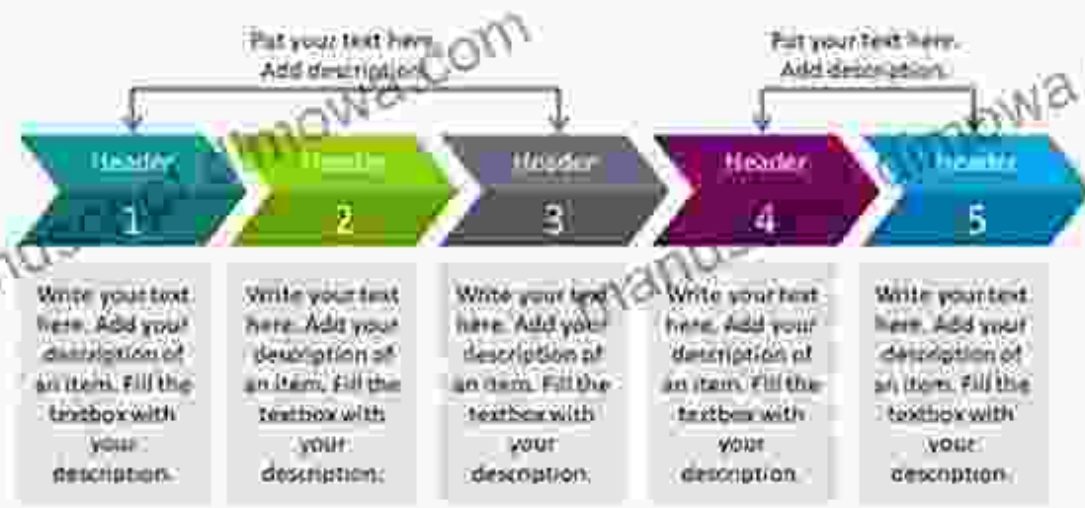 Put your text here.
Add description.
Put your text here.
Add description.
Header
Header
Header
Header
Header
1
2
3
4
5
Write your text
here. Add your
description of
an item. Fill the
textbox with
your
description.
Write your text
here. Add your
description of
an item. Fill the
textbox with
your
description.
Write your text
here. Add your
description of
an item. Fill the
textbox with
your
description.
Write your text
here. Add your
description of
an item. Fill the
textbox with
your
description.
Write your text
here. Add your
description of
an item. Fill the
textbox with
your
description.